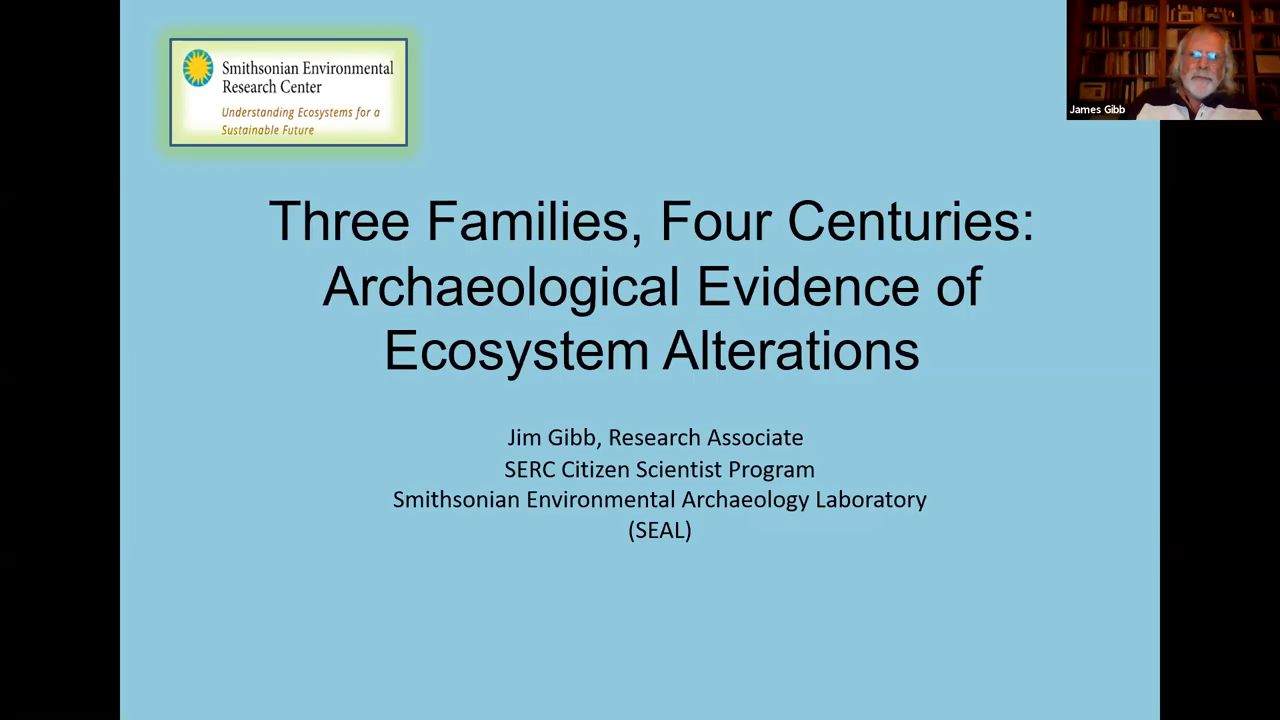 Smithsonian Environmental
Research Center
Understanding Ecosystems for a
Sustainable Future
James Gibb
Three Families, Four Centuries:
Archaeological Evidence of
Ecosystem Alterations
Jim Gibb, Research Associate
SERC Citizen Scientist Program
Smithsonian Environmental Archaeology Laboratory
(SEAL)